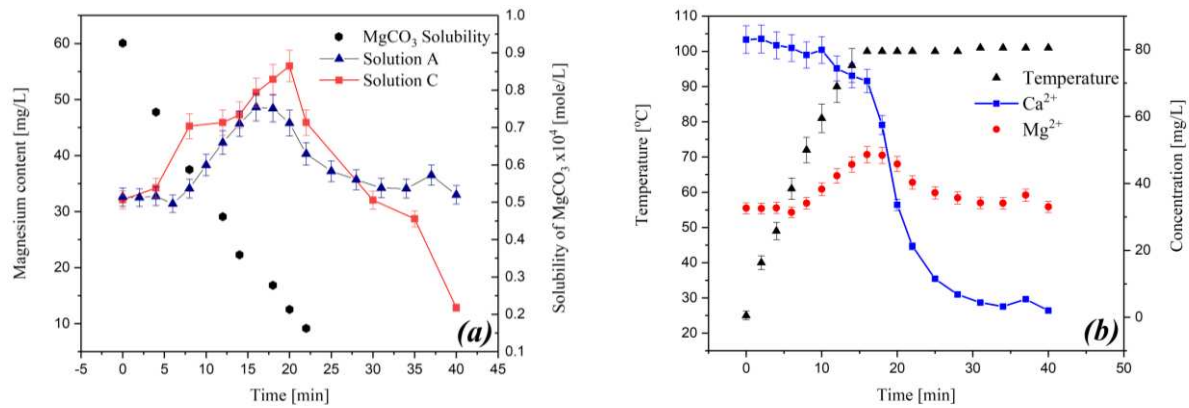 60
50
40
30
20
10
Magnesium content [mg/L]
1.0
0.9
0.8
0.7
0.6
0.5
0.4
0.3
0.2
0.1
Solubility of MgCO3 x10^4 [mole/L]
MgCO3 Solubility
Solution A
Solution C
(a)
-5 0 5 10 15 20 25 30 35 40 45
Time [min]
110
100
90
80
70
60
50
40
30
20
Temperature [°C]
100
80
60
40
20
0
Concentration [mg/L]
Temperature
Ca2+
Mg2+
(b)
0 10 20 30 40 50
Time [min]